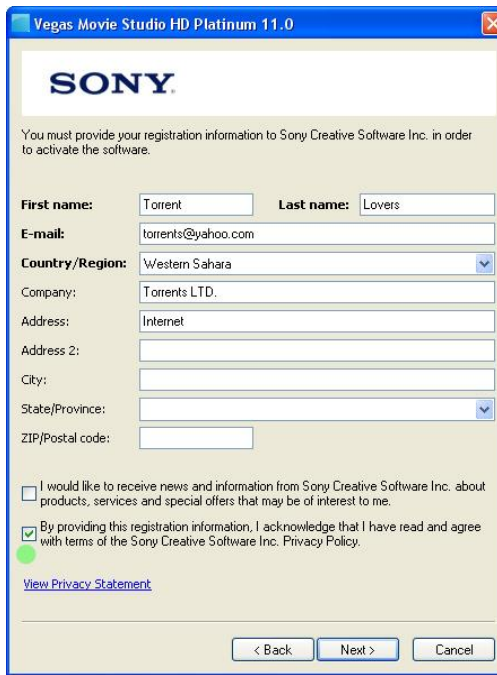 Vegas Movie Studio HD Platinum 11.0
SONY
You must provide your registration information to Sony Creative Software Inc. in order
to activate the software.
First name: Torrent Last name: Lovers
E-mail: torrents@yahoo.com
Country/Region: Western Sahara
Company: Torrents LTD.
Address: Internet
Address 2:
City:
State/Province:
ZIP/Postal code:
I would like to receive news and information from Sony Creative Software Inc. about
products, services and special offers that may be of interest to me.
By providing this registration information, I acknowledge that I have read and agree
with terms of the Sony Creative Software Inc. Privacy Policy.
View Privacy Statement
< Back Next > Cancel